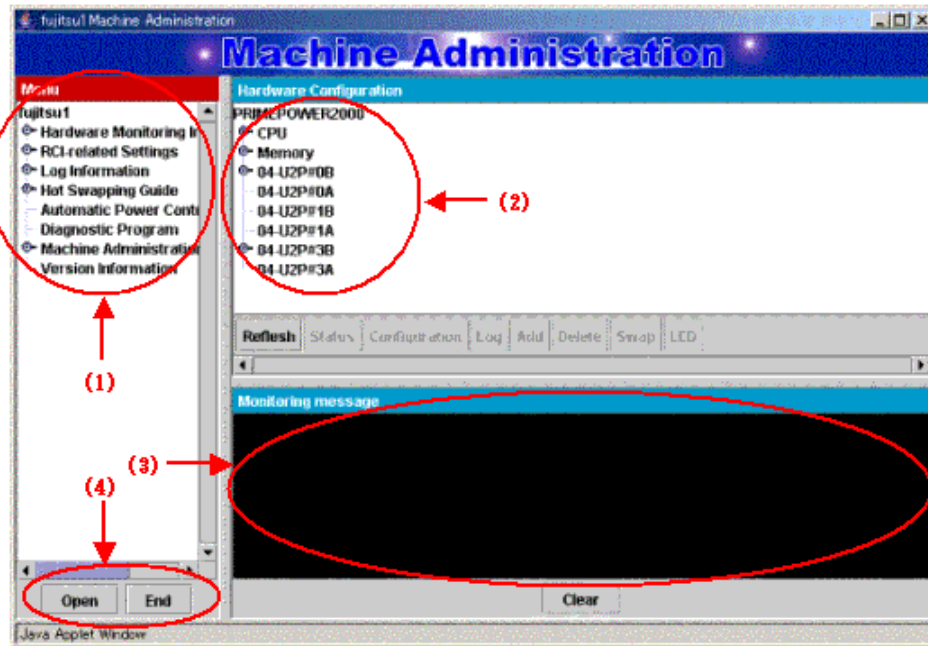 fujitsu1 Machine Administration
Machine Administration
Menu
fujitsu1
Hardware Monitoring I
RCI-related Settings
Log Information
Hot Swapping Guide
Automatic Power Cont
Diagnostic Program
Machine Administration
Version Information
(1)
Open
End
(4)
Hardware Configuration
PRIMEPOWER2000
CPU
Memory
04-U2P#0B
04-U2P#0A
04-U2P#1B
04-U2P#1A
04-U2P#3B
04-U2P#3A
(2)
Reflesh Status Configuration Log Add Delete Swap LED
Monitoring message
(3)
Clear
Java Applet Window